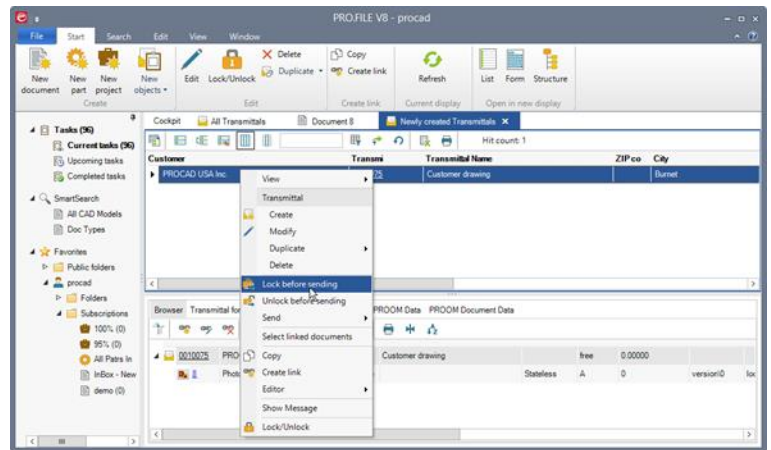 PRO.FILE V8 - procad
File Start Search Edit View Window
New document
New part
New project
New objects
Edit
Lock/Unlock
Delete
Duplicate
Copy
Create link
Refresh
List Form Structure
Create Edit Create link Current display Open in new display
Cockpit All Transmittals Document 8 Newly created Transmittals
Tasks (96)
Current tasks (96)
Upcoming tasks
Completed tasks
SmartSearch
All CAD Models
Doc Types
Favorites
Public folders
procad
Folders
Subscriptions
100% (0)
95% (0)
All Patrs In
InBox - New
demo (0)
Hit count: 1
Customer Transmi Transmittal Name ZIP co City
PROCAD USA Inc. 75 Customer drawing Burnet
View
Transmittal
Create
Modify
Duplicate
Delete
Lock before sending
Unlock before sending
Send
Select linked documents
Copy
Create link
Editor
Show Message
Lock/Unlock
Browser Transmittal for PROOM Data PROOM Document Data
0010075 PRO Customer drawing free 0.00000
Photo Stateless A 0 version\0 loc